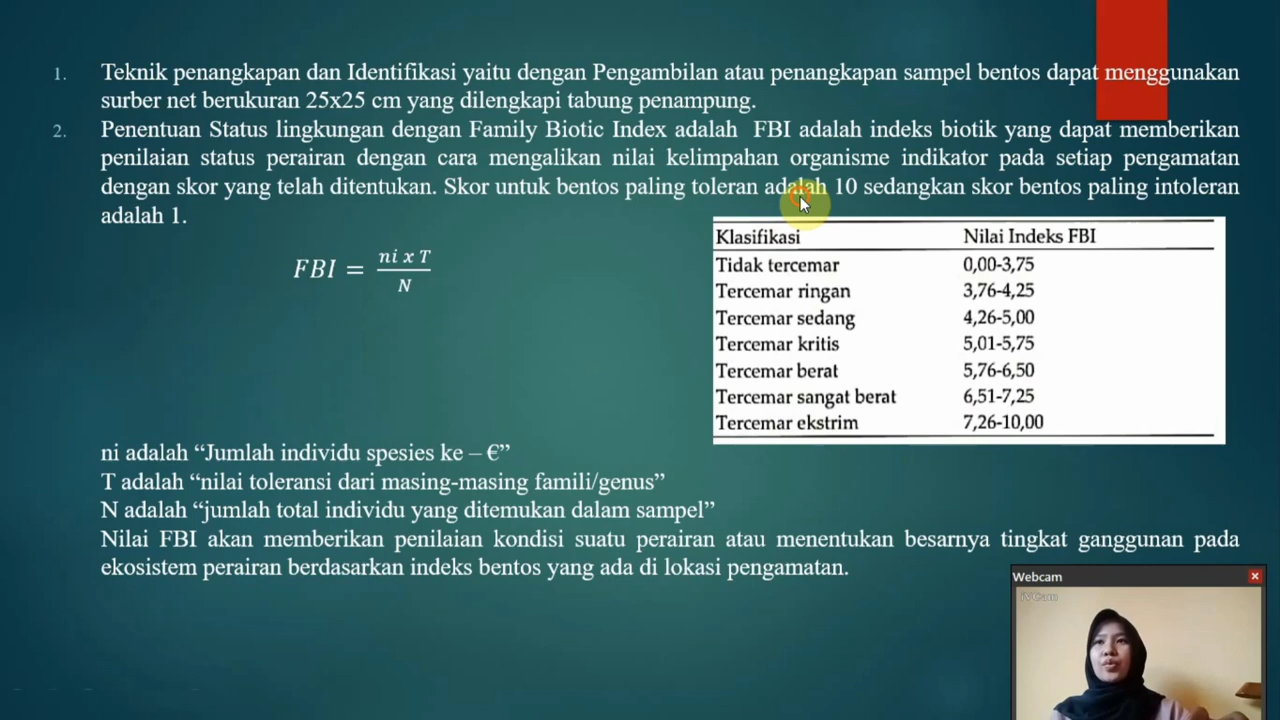 1. Teknik penangkapan dan Identifikasi yaitu dengan Pengambilan atau penangkapan sampel bentos dapat menggunakan
surber net berukuran 25x25 cm yang dilengkapi tabung penampung.
2. Penentuan Status lingkungan dengan Family Biotic Index adalah FBI adalah indeks biotik yang dapat memberikan
penilaian status perairan dengan cara mengalikan nilai kelimpahan organisme indikator pada setiap pengamatan
dengan skor yang telah ditentukan. Skor untuk bentos paling toleran adalah 10 sedangkan skor bentos paling intoleran
adalah 1.
FBI = ni x T / N
Klasifikasi Nilai Indeks FBI
Tidak tercemar 0,00-3,75
Tercemar ringan 3,76-4,25
Tercemar sedang 4,26-5,00
Tercemar kritis 5,01-5,75
Tercemar berat 5,76-6,50
Tercemar sangat berat 6,51-7,25
Tercemar ekstrim 7,26-10,00
ni adalah “Jumlah individu spesies ke – €”
T adalah “nilai toleransi dari masing-masing famili/genus”
N adalah “jumlah total individu yang ditemukan dalam sampel”
Nilai FBI akan memberikan penilaian kondisi suatu perairan atau menentukan besarnya tingkat ganggunan pada
ekosistem perairan berdasarkan indeks bentos yang ada di lokasi pengamatan.
Webcam
iVCam